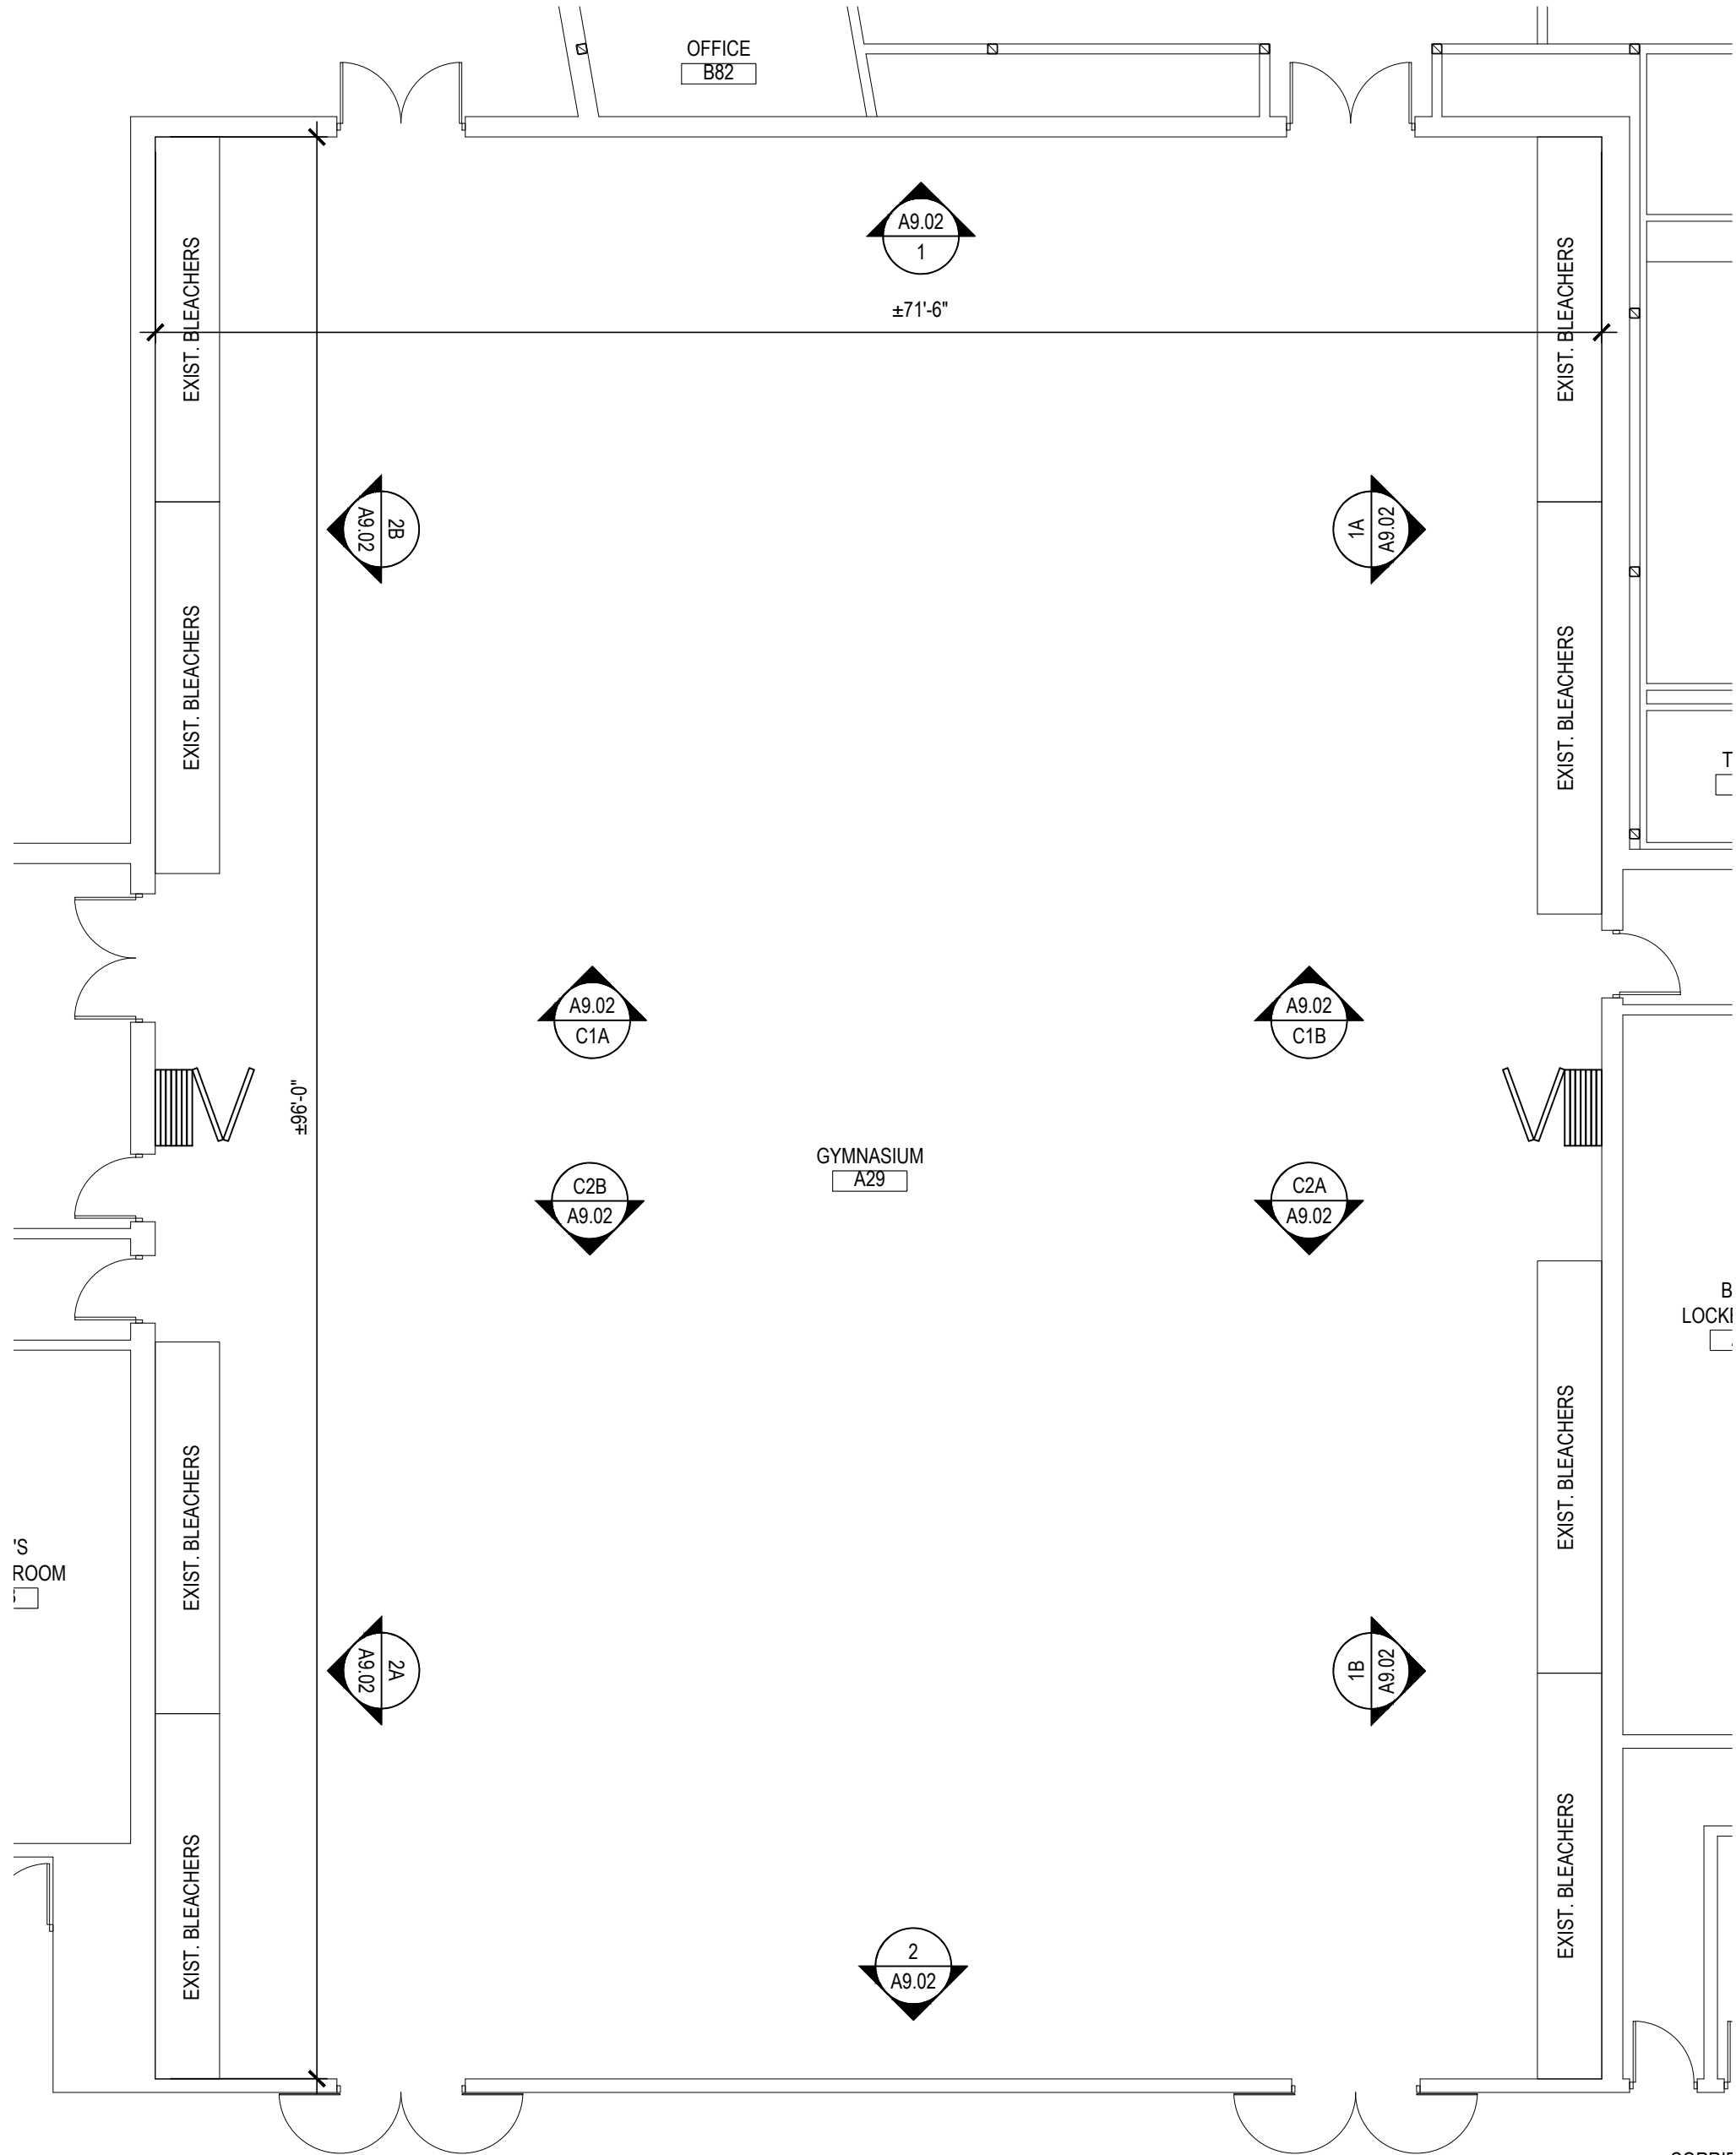 OFFICE
B82
A9.02
1
±71'-6"
EXIST. BLEACHERS
EXIST. BLEACHERS
2B
A9.02
1A
A9.02
EXIST. BLEACHERS
EXIST. BLEACHERS
T
A9.02
C1A
A9.02
C1B
±96'-0"
GYMNASIUM
A29
C2B
A9.02
C2A
A9.02
B
LOCK
EXIST. BLEACHERS
EXIST. BLEACHERS
'S
ROOM
2A
A9.02
1B
A9.02
EXIST. BLEACHERS
EXIST. BLEACHERS
2
A9.02